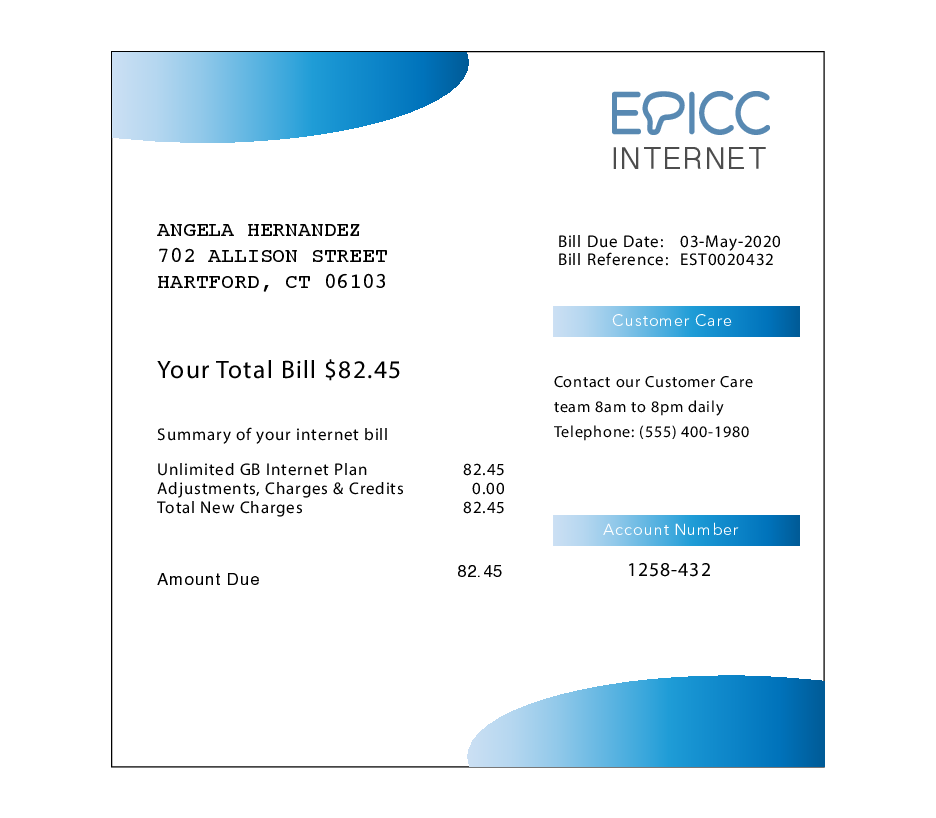 EPICC
INTERNET
ANGELA HERNANDEZ
702 ALLISON STREET
HARTFORD, CT 06103
Bill Due Date: 03-May-2020
Bill Reference: EST0020432
Customer Care
Your Total Bill $82.45
Contact our Customer Care
team 8am to 8pm daily
Telephone: (555) 400-1980
Summary of your internet bill
Unlimited GB Internet Plan 82.45
Adjustments, Charges & Credits 0.00
Total New Charges 82.45
Account Number
1258-432
Amount Due 82.45